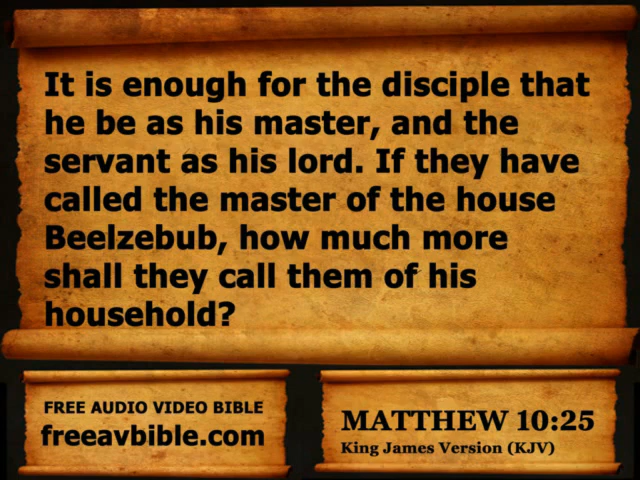 It is enough for the disciple that
he be as his master, and the
servant as his lord. If they have
called the master of the house
Beelzebub, how much more
shall they call them of his
household?
FREE AUDIO VIDEO BIBLE
freeavbible.com
MATTHEW 10:25
King James Version (KJV)